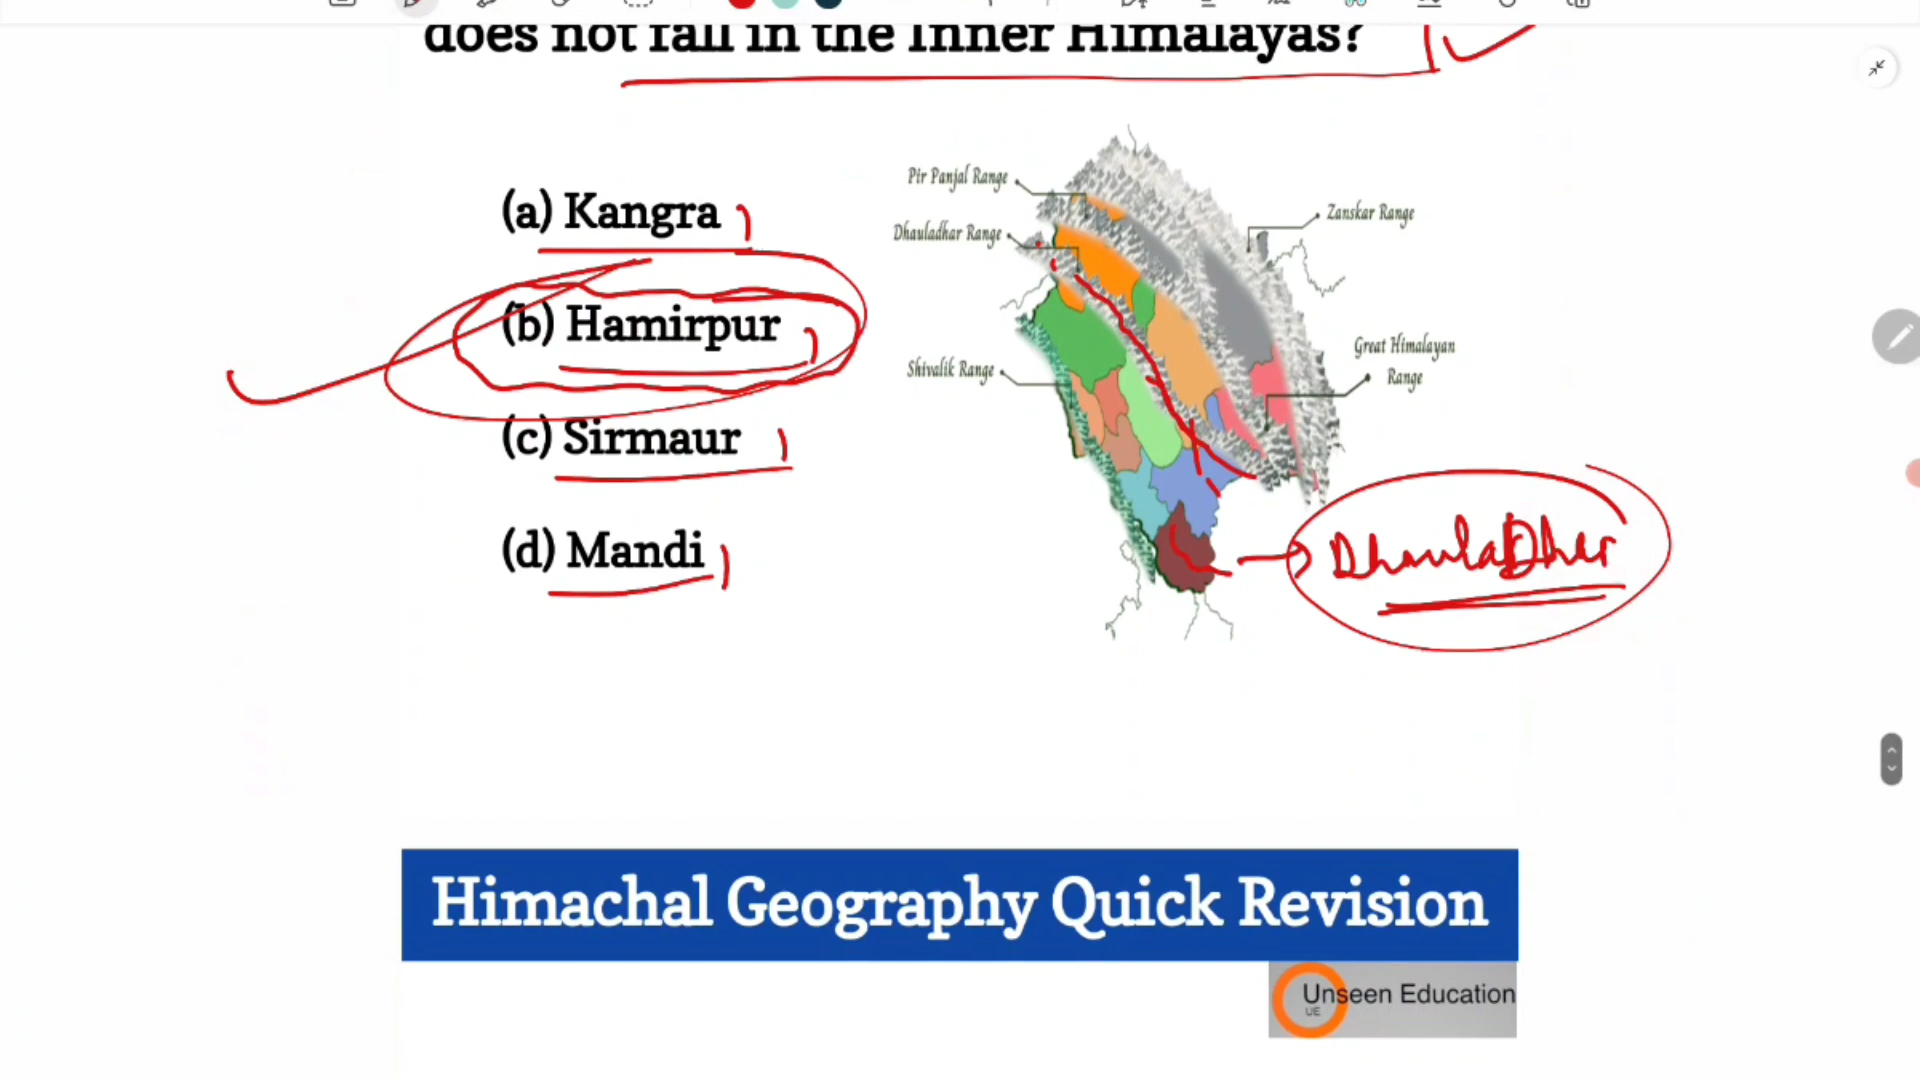 does not fall in the Inner Himalayas?
(a) Kangra
(b) Hamirpur
(c) Sirmaur
(d) Mandi
Pir Panjal Range
Dhauladhar Range
Shivalik Range
Zanskar Range
Great Himalayan
Range
DhaulaDher
Himachal Geography Quick Revision
Unseen Education
UE